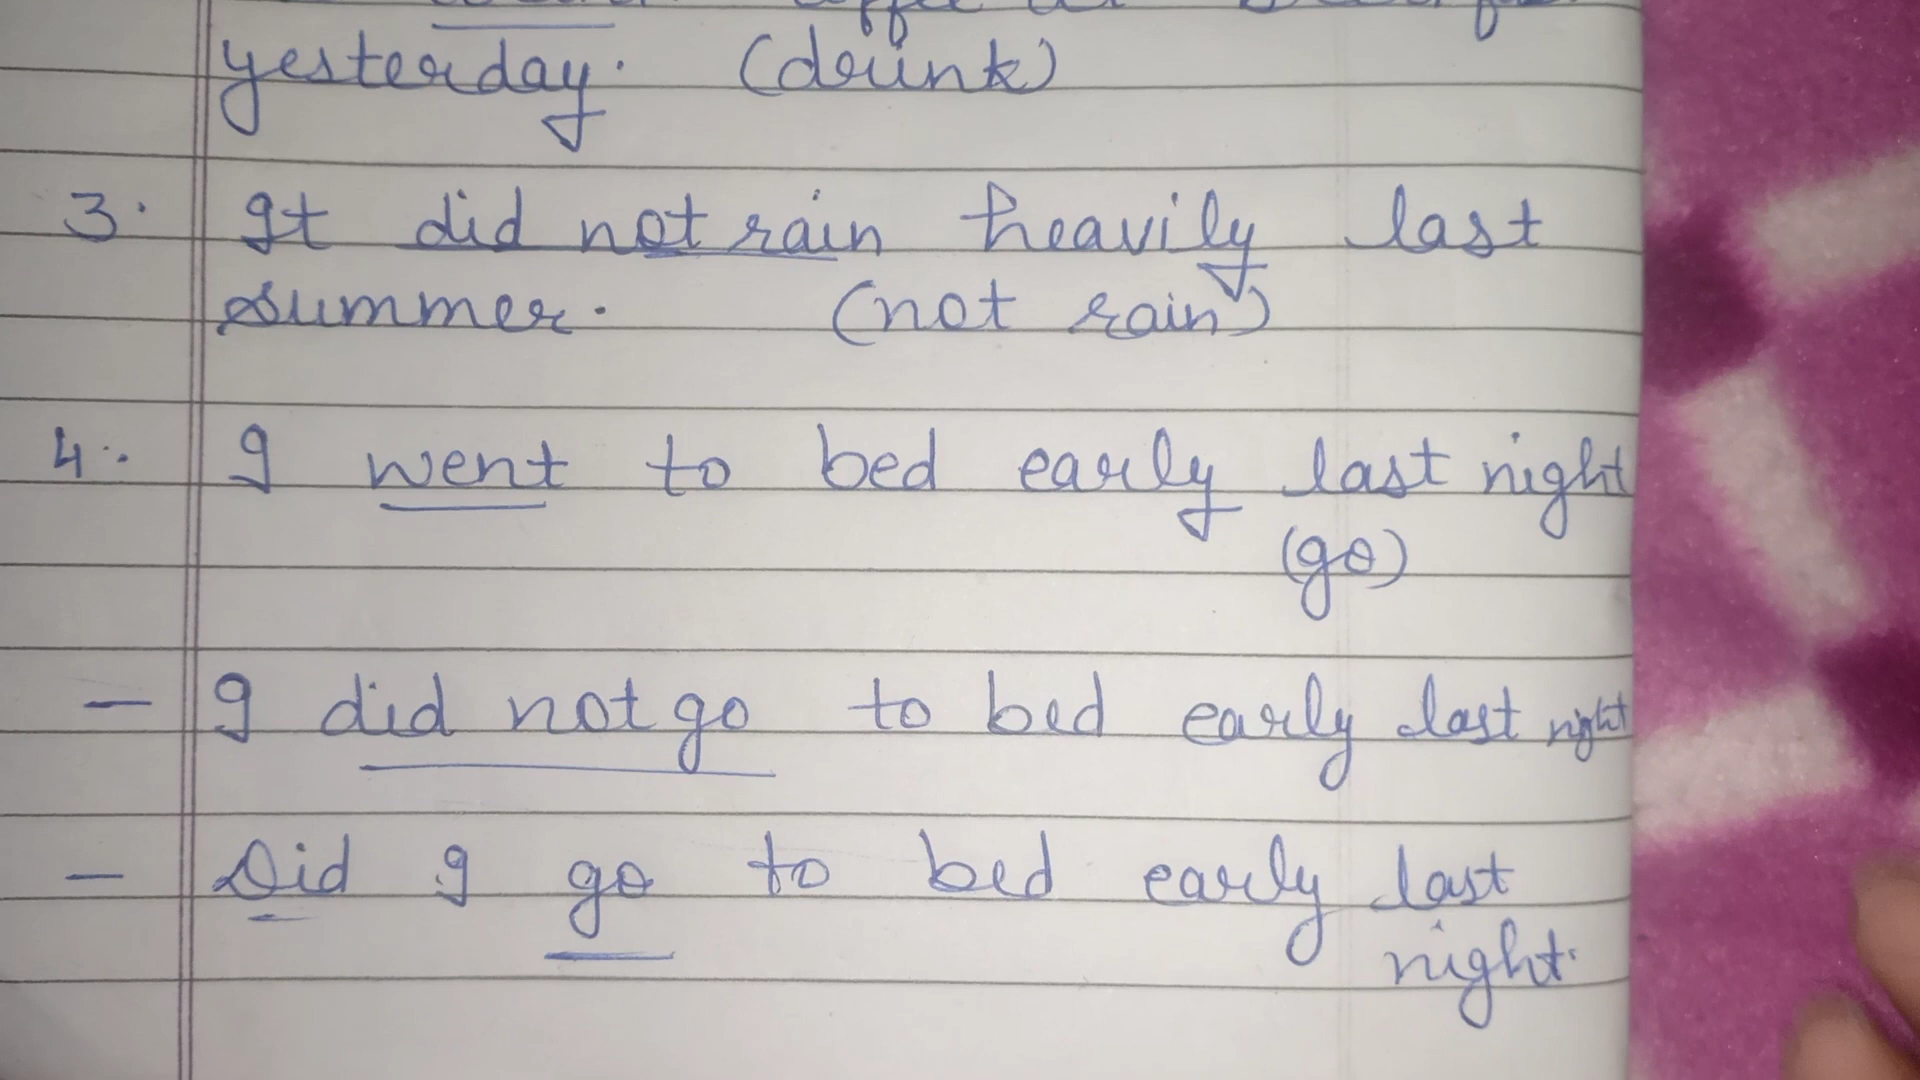 yesterday. (drink)
3. It did not rain heavily last
summer. (not rain)
4. I went to bed early last night
(go)
- I did not go to bed early last night
- Did I go to bed early last
night.